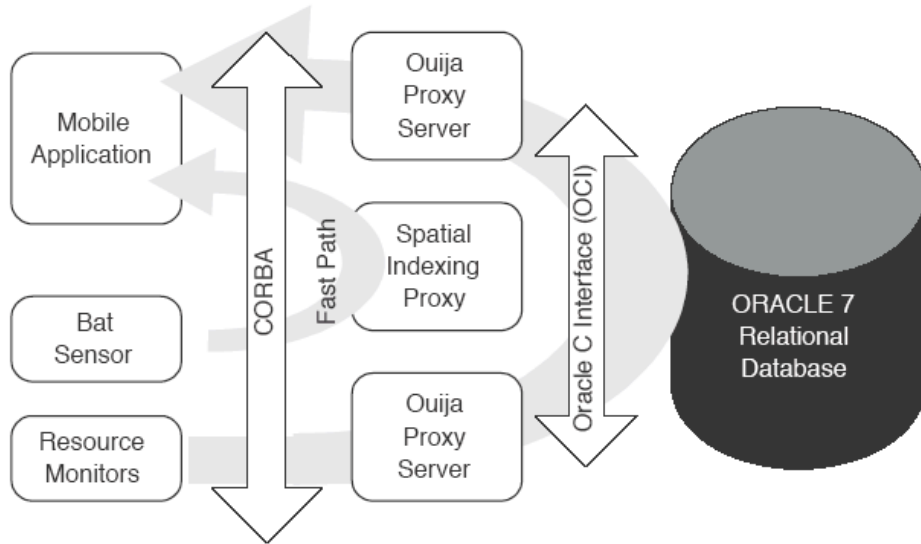 Mobile
Application
Bat
Sensor
Resource
Monitors
CORBA
Fast Path
Ouija
Proxy
Server
Spatial
Indexing
Proxy
Ouija
Proxy
Server
Oracle C Interface (OCI)
ORACLE 7
Relational
Database